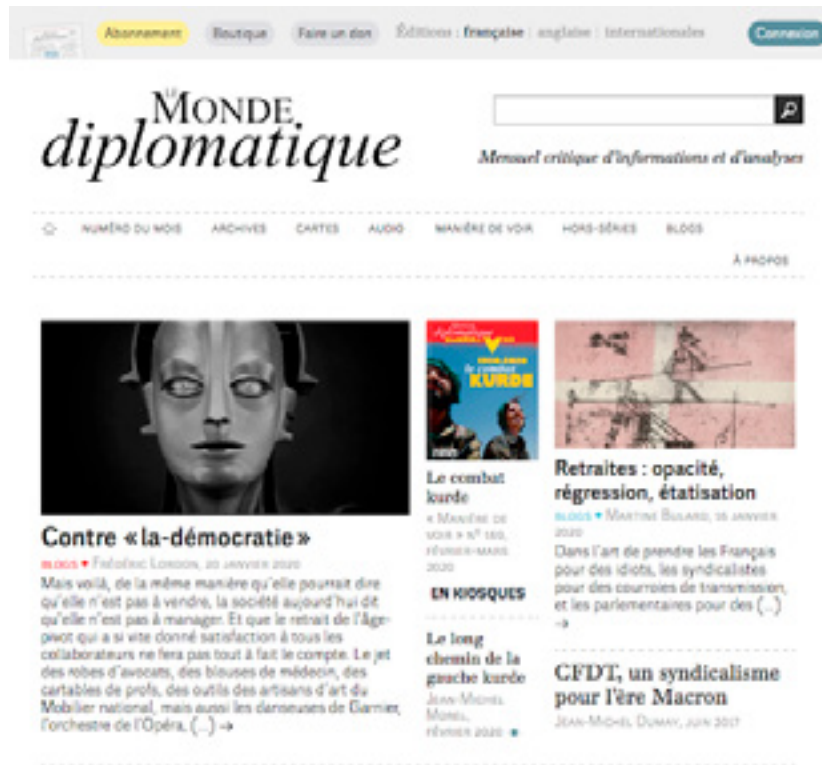 Abonnement Boutique Faire un don Éditions : française | anglaise | internationales Connexion
LE MONDE
diplomatique
Mensuel critique d'informations et d'analyses
NUMÉRO DU MOIS ARCHIVES CARTES AUDIO MANIÈRE DE VOIR HORS-SÉRIES BLOGS
À PROPOS
Contre «la-démocratie»
BLOGS • FRÉDÉRIC LORDON, 20 JANVIER 2020
Mais voilà, de la même manière qu'elle pourrait dire
qu'elle n'est pas à vendre, la société aujourd'hui dit
qu'elle n'est pas à manager. Et que le retrait de l'âge-
pivot qui a si vite donné satisfaction à tous les
collaborateurs ne fera pas tout à fait le compte. Le jet
des robes d'avocats, des blouses de médecin, des
cartables de profs, des outils des artisans d'art du
Mobilier national, mais aussi les danseuses de Garnier,
l'orchestre de l'Opéra, (...) →
le combat
KURDE
Le combat
kurde
« MANIÈRE DE
VOIR » Nº 169,
FÉVRIER-MARS
2020
EN KIOSQUES
Le long
chemin de la
gauche kurde
JEAN-MICHEL
MOREL,
FÉVRIER 2020
Retraites : opacité,
régression, étatisation
BLOGS • MARTINE BULARD, 16 JANVIER
2020
Dans l'art de prendre les Français
pour des idiots, les syndicalistes
pour des courroies de transmission,
et les parlementaires pour des (...)
→
CFDT, un syndicalisme
pour l'ère Macron
JEAN-MICHEL DUMAY, JUIN 2017